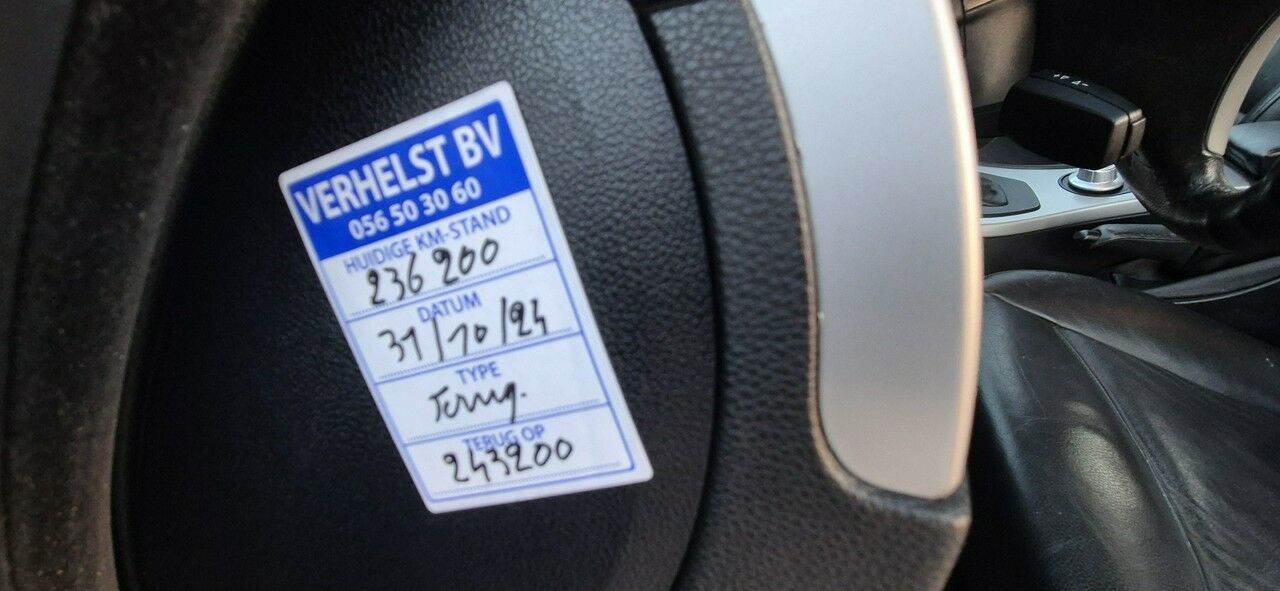 VERHELST BV
056 50 30 60
HUIDIGE KM-STAND
236 200
DATUM
31/10/24
TYPE
TERUG OP
243200